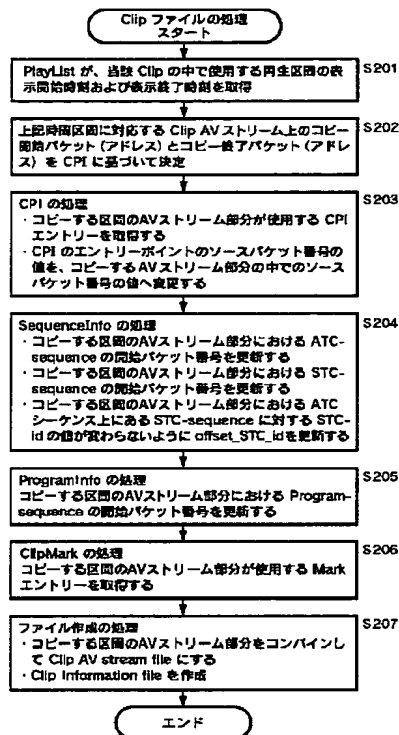 Clip ファイルの処理
スタート
S201
PlayList が、当該 Clip の中で使用する再生区間の表
示開始時刻および表示終了時刻を取得
S202
上記時間区間に対応する Clip AV ストリーム上のコピー
開始パケット (アドレス) とコピー終了パケット (アドレ
ス) を CPI に基づいて決定
S203
CPI の処理
・コピーする区間のAVストリーム部分が使用する CPI
エントリーを取得する
・CPI のエントリーポイントのソースパケット番号の
値を、コピーするAVストリーム部分の中でのソース
パケット番号の値へ変更する
S204
SequenceInfo の処理
・コピーする区間のAVストリーム部分における ATC-
sequence の開始パケット番号を更新する
・コピーする区間のAVストリーム部分における STC-
sequence の開始パケット番号を更新する
・コピーする区間のAVストリーム部分における ATC
シーケンス上にある STC-sequence に対する STC-
id の値が変わらないように offset_STC_idを更新する
S205
ProgramInfo の処理
コピーする区間のAVストリーム部分における Program-
sequence の開始パケット番号を更新する
S206
ClipMark の処理
コピーする区間のAVストリーム部分が使用する Mark
エントリーを取得する
S207
ファイル作成の処理
・コピーする区間のAVストリーム部分をコンバインし
て Clip AV stream file にする
・Clip Information file を作成
エンド